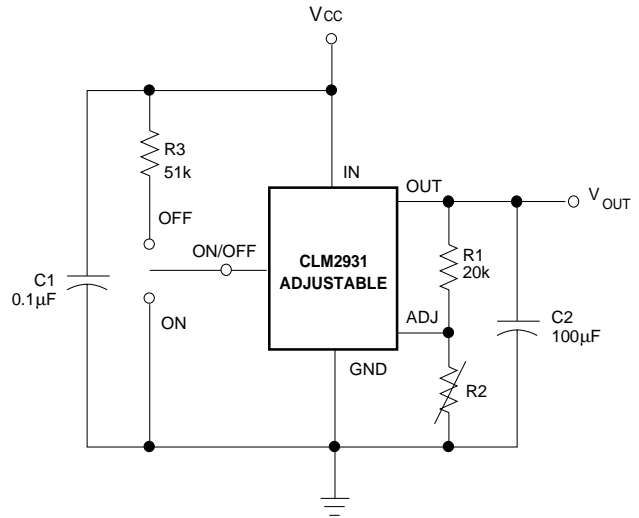 VCC
R3
51k
IN
OUT
VOUT
OFF
ON/OFF
CLM2931
ADJUSTABLE
R1
20k
C1
0.1µF
ON
ADJ
C2
100µF
GND
R2